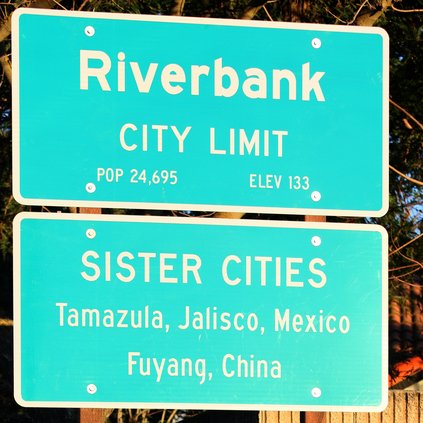 Riverbank
CITY LIMIT
POP 24,695 ELEV 133
SISTER CITIES
Tamazula, Jalisco, Mexico
Fuyang, China